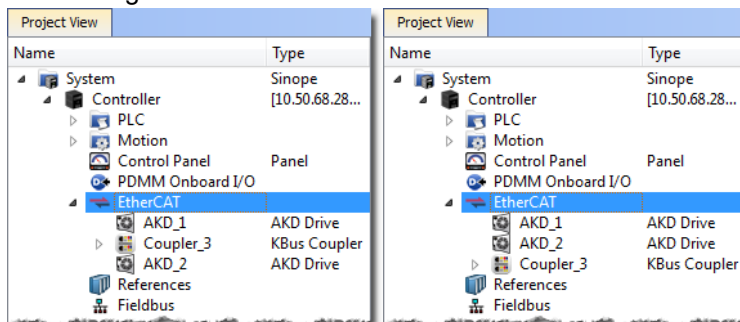 Project View
Name Type
System Sinope
Controller [10.50.68.28...
PLC
Motion
Control Panel Panel
PDMM Onboard I/O
EtherCAT
AKD_1 AKD Drive
Coupler_3 KBus Coupler
AKD_2 AKD Drive
References
Fieldbus
Project View
Name Type
System Sinope
Controller [10.50.68.28...
PLC
Motion
Control Panel Panel
PDMM Onboard I/O
EtherCAT
AKD_1 AKD Drive
AKD_2 AKD Drive
Coupler_3 KBus Coupler
References
Fieldbus